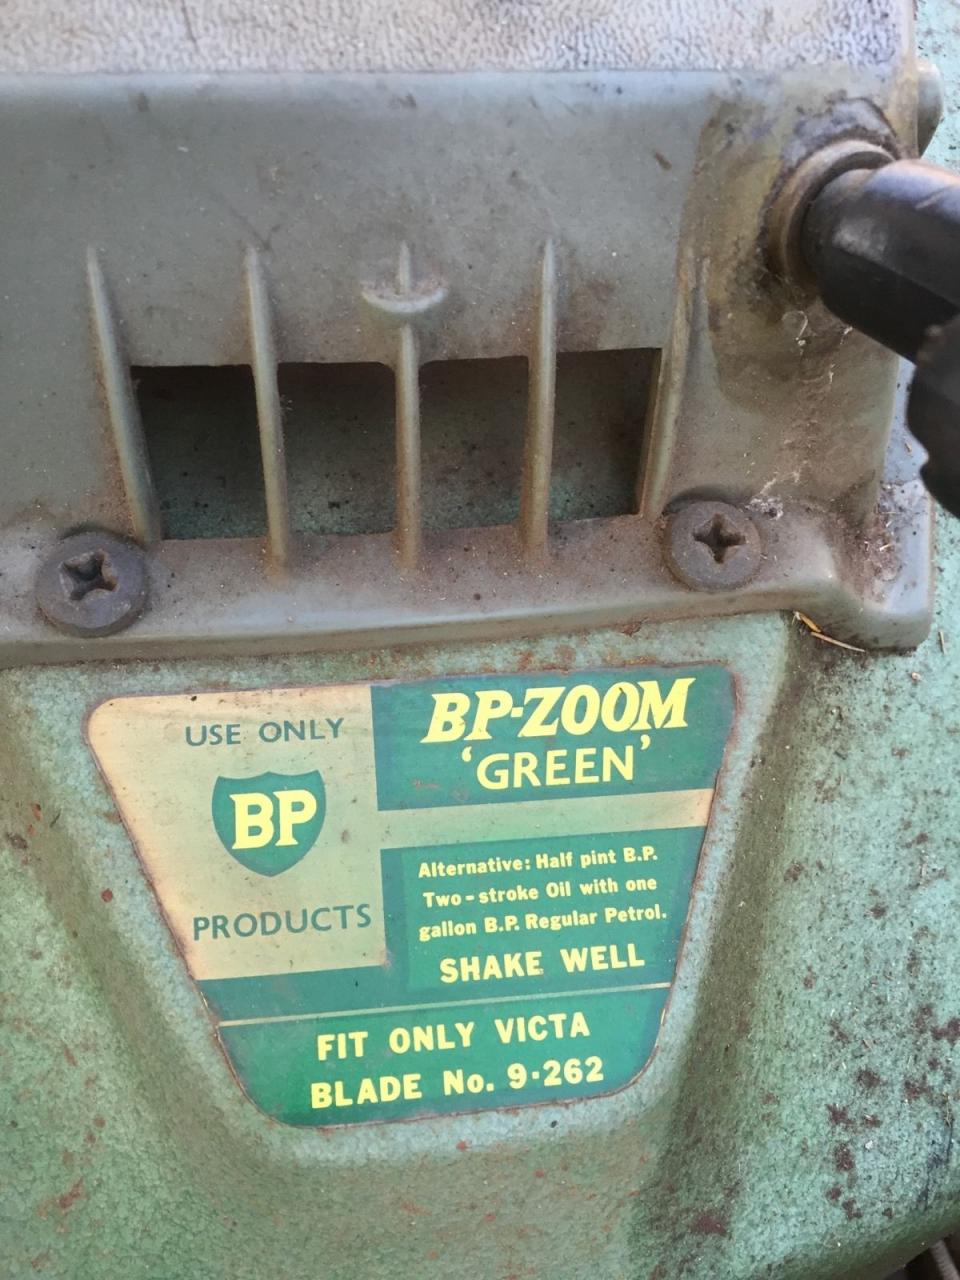 USE ONLY
BP
PRODUCTS
BP-ZOOM
'GREEN'
Alternative: Half pint B.P.
Two-stroke Oil with one
gallon B.P. Regular Petrol.
SHAKE WELL
FIT ONLY VICTA
BLADE No. 9·262